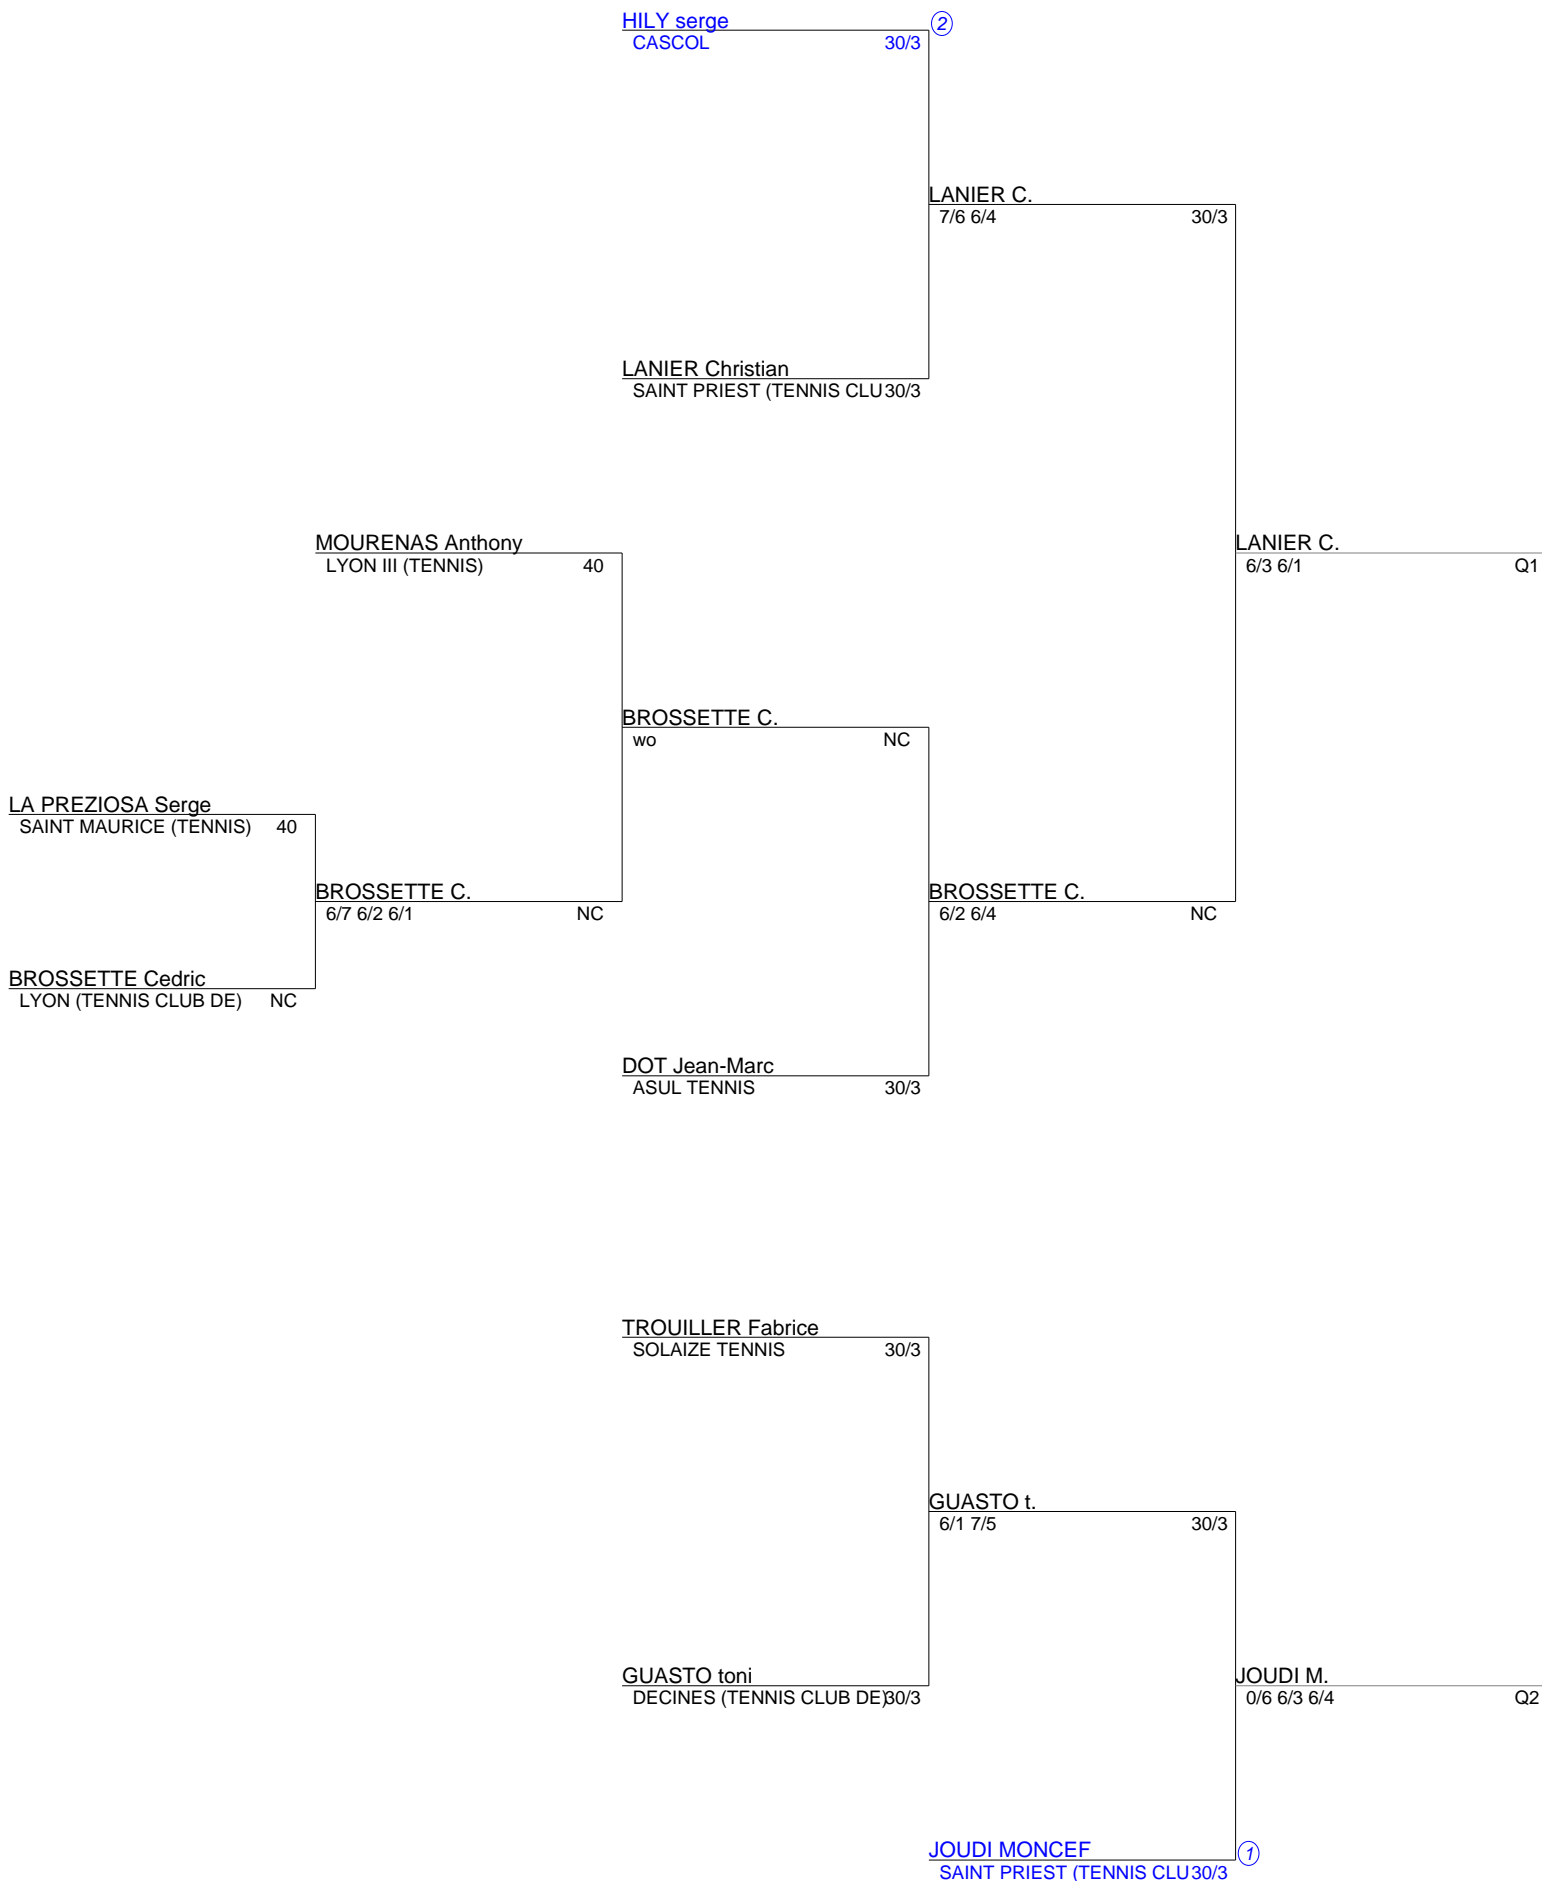 HILY serge
2
CASCOL 30/3
LANIER C.
7/6 6/4 30/3
LANIER Christian
SAINT PRIEST (TENNIS CLU 30/3
MOURENAS Anthony
LYON III (TENNIS) 40
LANIER C.
6/3 6/1 Q1
BROSSETTE C.
wo NC
LA PREZIOSA Serge
SAINT MAURICE (TENNIS) 40
BROSSETTE C.
6/7 6/2 6/1 NC
BROSSETTE C.
6/2 6/4 NC
BROSSETTE Cedric
LYON (TENNIS CLUB DE) NC
DOT Jean-Marc
ASUL TENNIS 30/3
TROUILLER Fabrice
SOLAIZE TENNIS 30/3
GUASTO t.
6/1 7/5 30/3
GUASTO toni
DECINES (TENNIS CLUB DE) 30/3
JOUDI M.
0/6 6/3 6/4 Q2
JOUDI MONCEF
1
SAINT PRIEST (TENNIS CLU 30/3